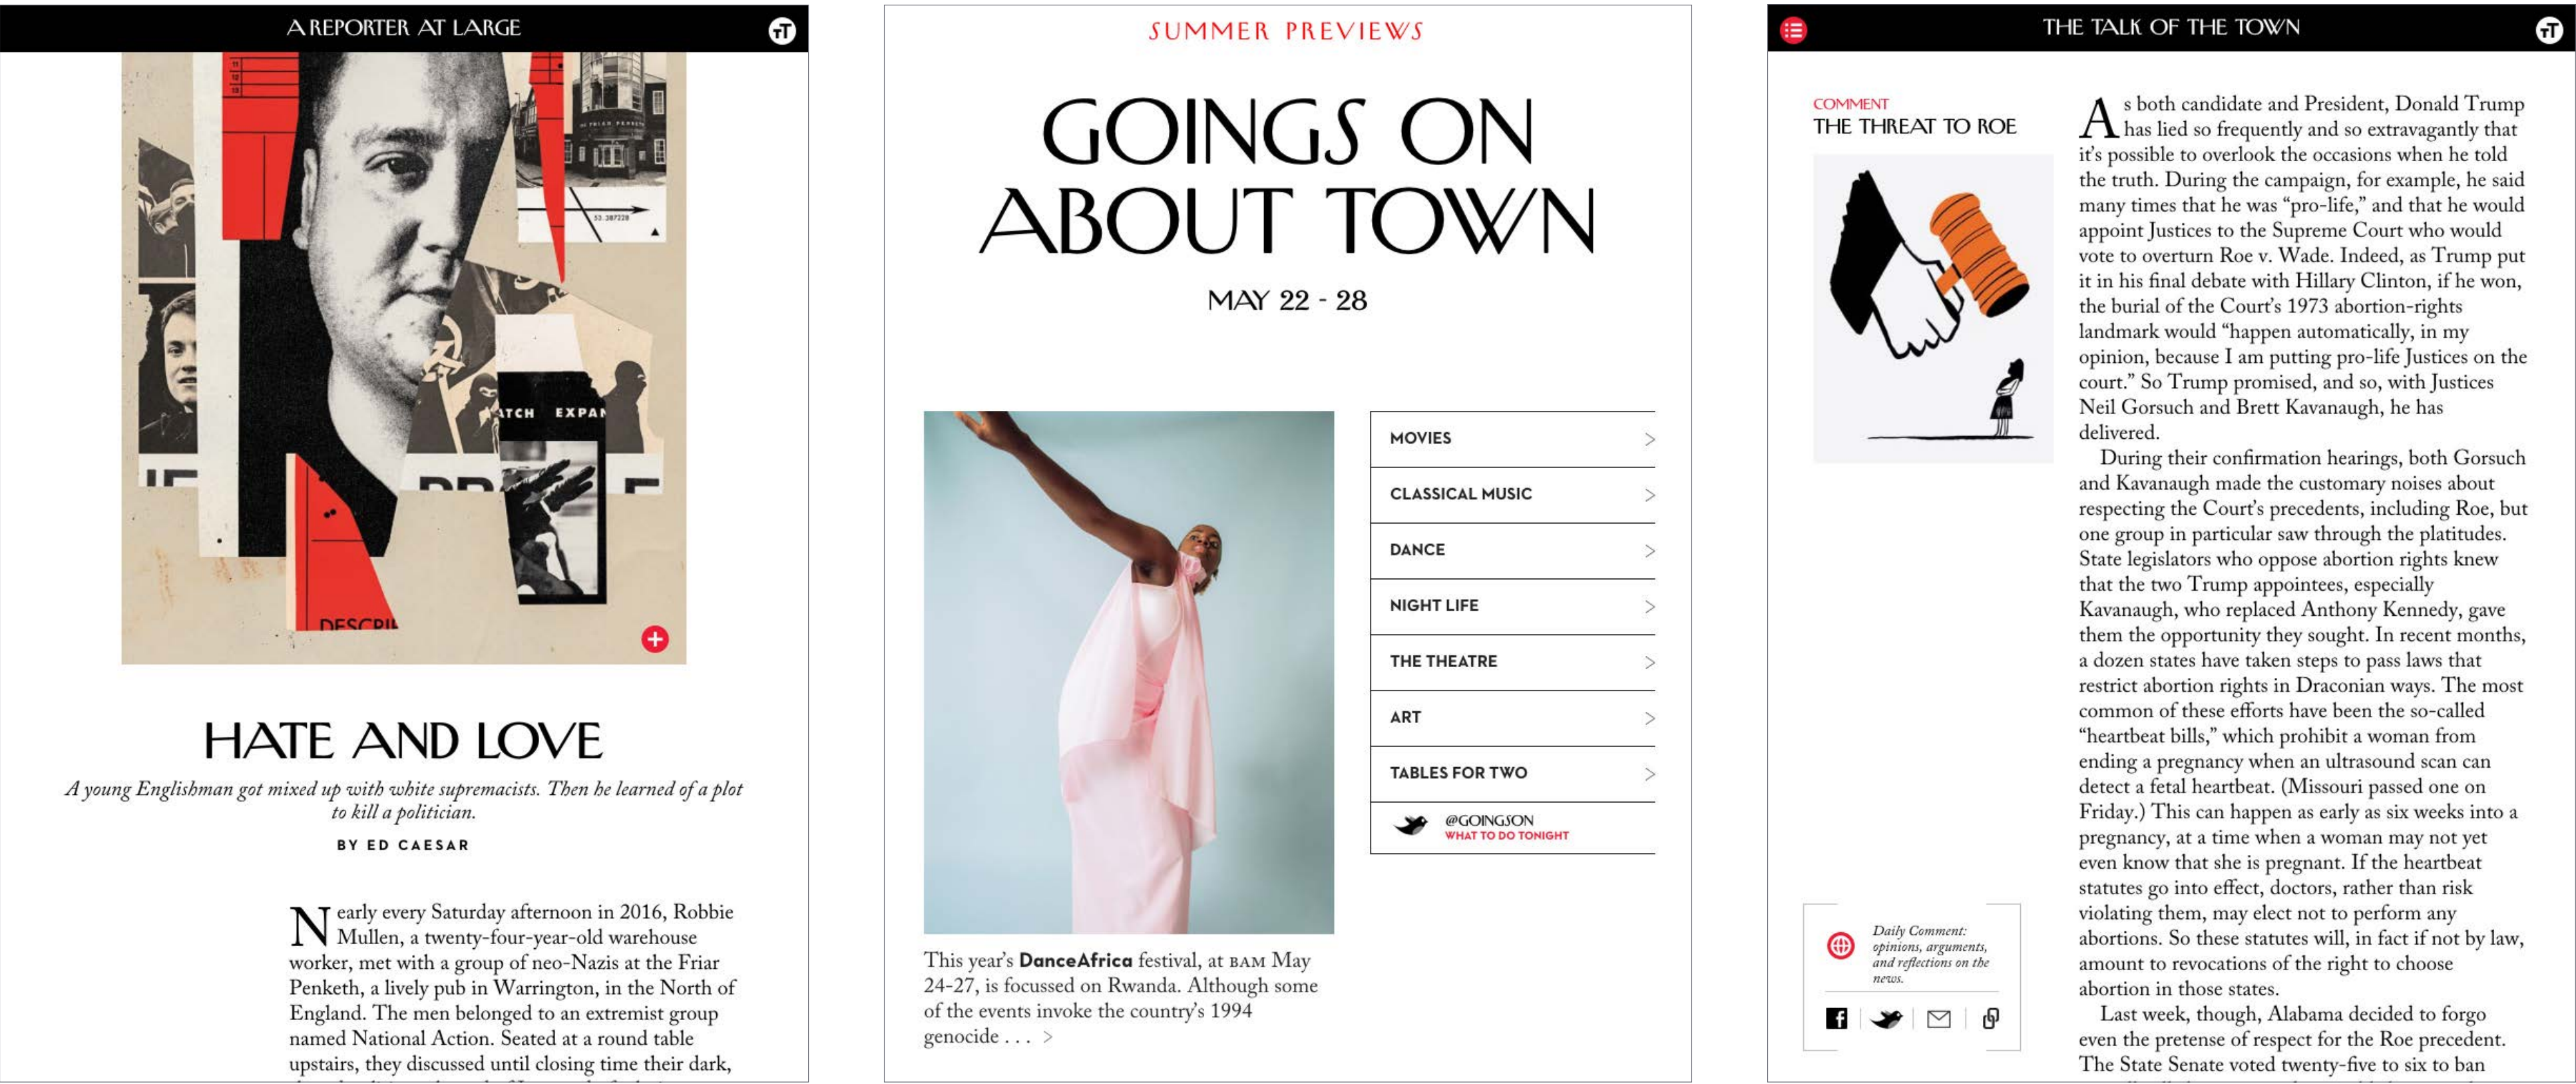 A REPORTER AT LARGE
TT
11
12
13
THE FRIAR PENKETH
53.387228
ATCH EXPAN
DESCRI
HATE AND LOVE
A young Englishman got mixed up with white supremacists. Then he learned of a plot
to kill a politician.
BY ED CAESAR
Nearly every Saturday afternoon in 2016, Robbie
Mullen, a twenty-four-year-old warehouse
worker, met with a group of neo-Nazis at the Friar
Penketh, a lively pub in Warrington, in the North of
England. The men belonged to an extremist group
named National Action. Seated at a round table
upstairs, they discussed until closing time their dark,
SUMMER PREVIEWS
GOINGS ON
ABOUT TOWN
MAY 22 - 28
MOVIES >
CLASSICAL MUSIC >
DANCE >
NIGHT LIFE >
THE THEATRE >
ART >
TABLES FOR TWO >
@GOINGSON
WHAT TO DO TONIGHT
This year's DanceAfrica festival, at BAM May
24-27, is focussed on Rwanda. Although some
of the events invoke the country's 1994
genocide . . . >
THE TALK OF THE TOWN
TT
COMMENT
THE THREAT TO ROE
As both candidate and President, Donald Trump
has lied so frequently and so extravagantly that
it's possible to overlook the occasions when he told
the truth. During the campaign, for example, he said
many times that he was “pro-life,” and that he would
appoint Justices to the Supreme Court who would
vote to overturn Roe v. Wade. Indeed, as Trump put
it in his final debate with Hillary Clinton, if he won,
the burial of the Court's 1973 abortion-rights
landmark would “happen automatically, in my
opinion, because I am putting pro-life Justices on the
court.” So Trump promised, and so, with Justices
Neil Gorsuch and Brett Kavanaugh, he has
delivered.
During their confirmation hearings, both Gorsuch
and Kavanaugh made the customary noises about
respecting the Court's precedents, including Roe, but
one group in particular saw through the platitudes.
State legislators who oppose abortion rights knew
that the two Trump appointees, especially
Kavanaugh, who replaced Anthony Kennedy, gave
them the opportunity they sought. In recent months,
a dozen states have taken steps to pass laws that
restrict abortion rights in Draconian ways. The most
common of these efforts have been the so-called
“heartbeat bills,” which prohibit a woman from
ending a pregnancy when an ultrasound scan can
detect a fetal heartbeat. (Missouri passed one on
Friday.) This can happen as early as six weeks into a
pregnancy, at a time when a woman may not yet
even know that she is pregnant. If the heartbeat
statutes go into effect, doctors, rather than risk
violating them, may elect not to perform any
abortions. So these statutes will, in fact if not by law,
amount to revocations of the right to choose
abortion in those states.
Last week, though, Alabama decided to forgo
even the pretense of respect for the Roe precedent.
The State Senate voted twenty-five to six to ban
Daily Comment:
opinions, arguments,
and reflections on the
news.